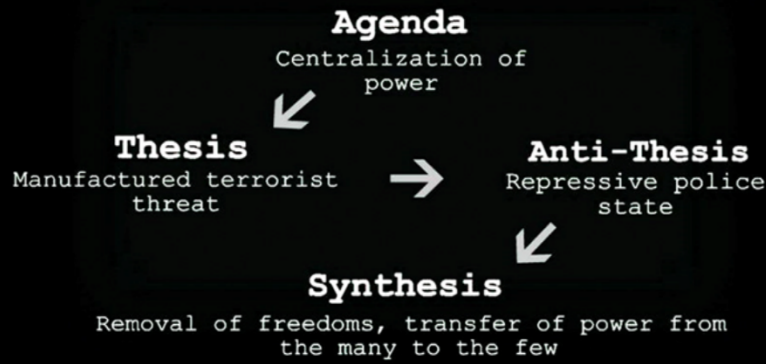 Agenda
Centralization of
power
Thesis
Manufactured terrorist
threat
Anti-Thesis
Repressive police
state
Synthesis
Removal of freedoms, transfer of power from
the many to the few